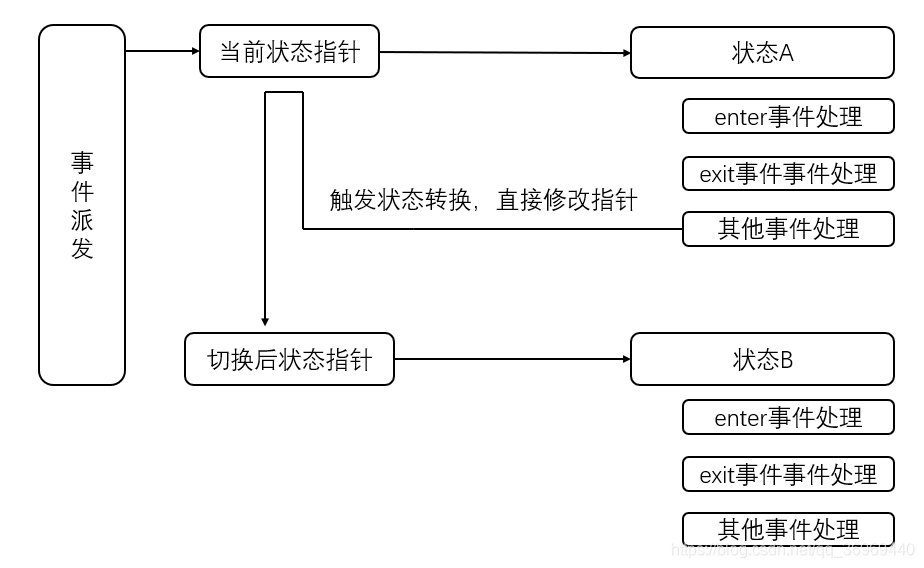 事件派发
当前状态指针
状态A
enter事件处理
exit事件事件处理
触发状态转换，直接修改指针
其他事件处理
切换后状态指针
状态B
enter事件处理
exit事件事件处理
其他事件处理
https://blog.csdn.net/qq_36969440